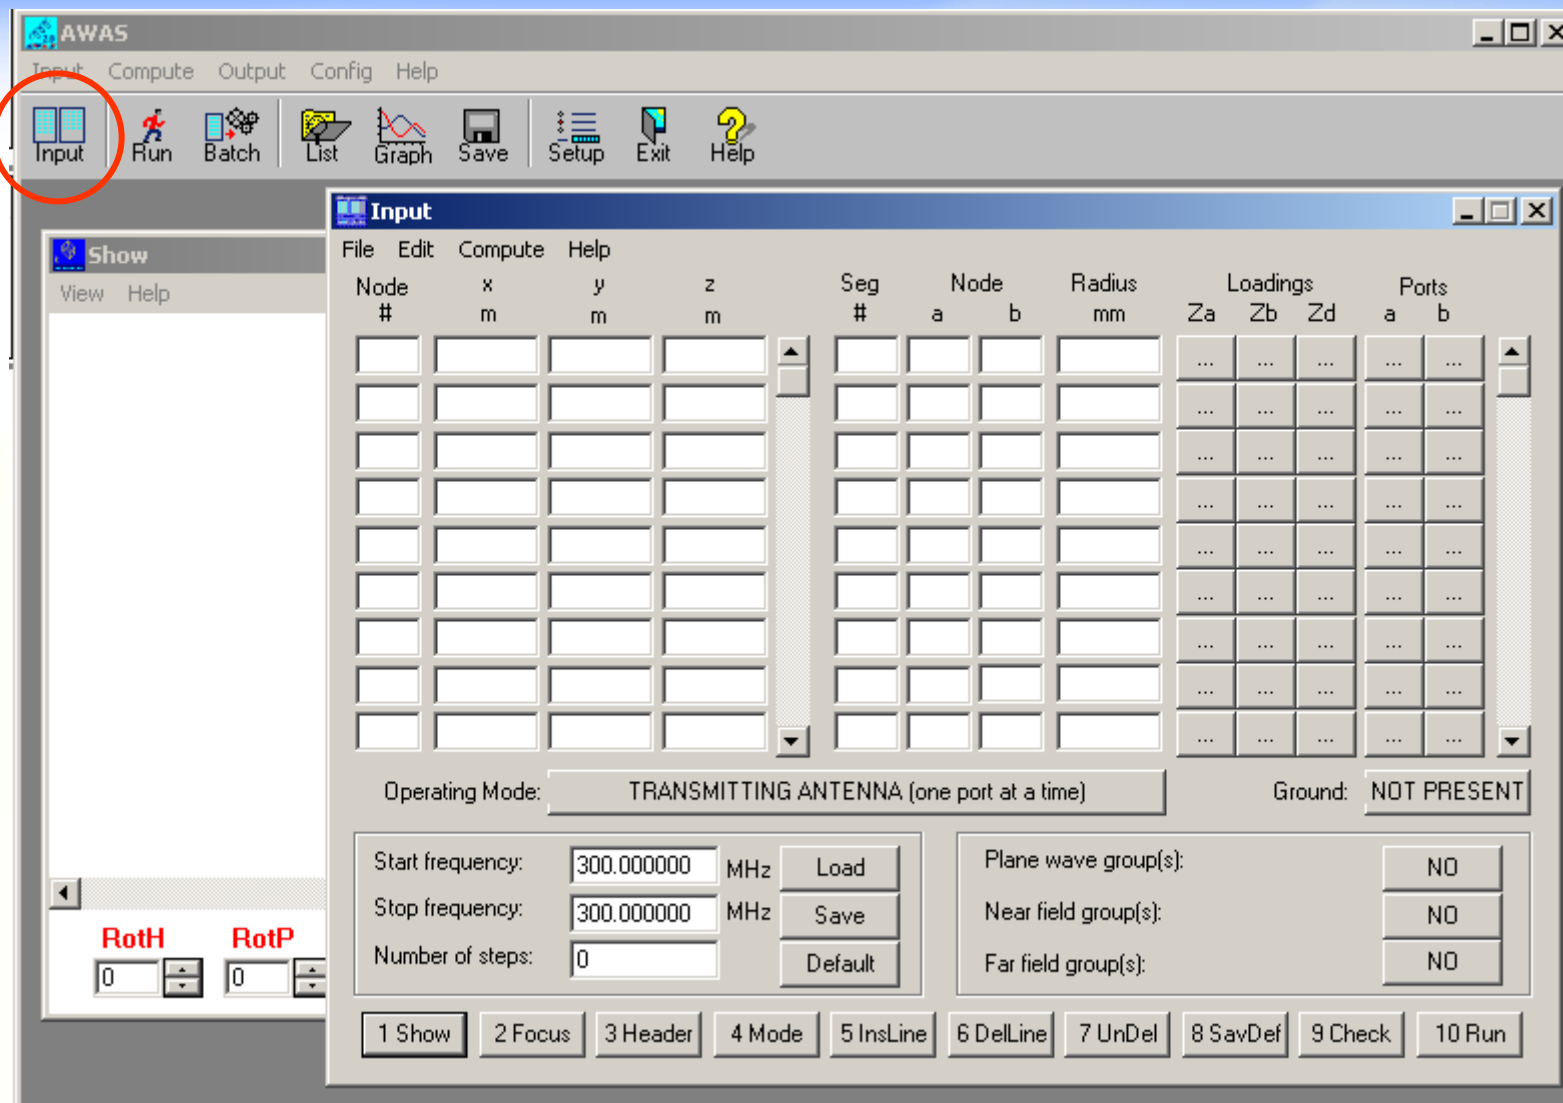 AWAS
Input Compute Output Config Help
Input Run Batch List Graph Save Setup Exit Help
Show
View Help
RotH RotP
0 0
Input
File Edit Compute Help
Node x y z Seg Node Radius Loadings Ports
# m m m # a b mm Za Zb Zd a b
... ... ... ... ...
... ... ... ... ...
... ... ... ... ...
... ... ... ... ...
... ... ... ... ...
... ... ... ... ...
... ... ... ... ...
... ... ... ... ...
... ... ... ... ...
Operating Mode: TRANSMITTING ANTENNA (one port at a time) Ground: NOT PRESENT
Start frequency: 300.000000 MHz Load
Stop frequency: 300.000000 MHz Save
Number of steps: 0 Default
Plane wave group(s): NO
Near field group(s): NO
Far field group(s): NO
1 Show 2 Focus 3 Header 4 Mode 5 InsLine 6 DelLine 7 UnDel 8 SavDef 9 Check 10 Run